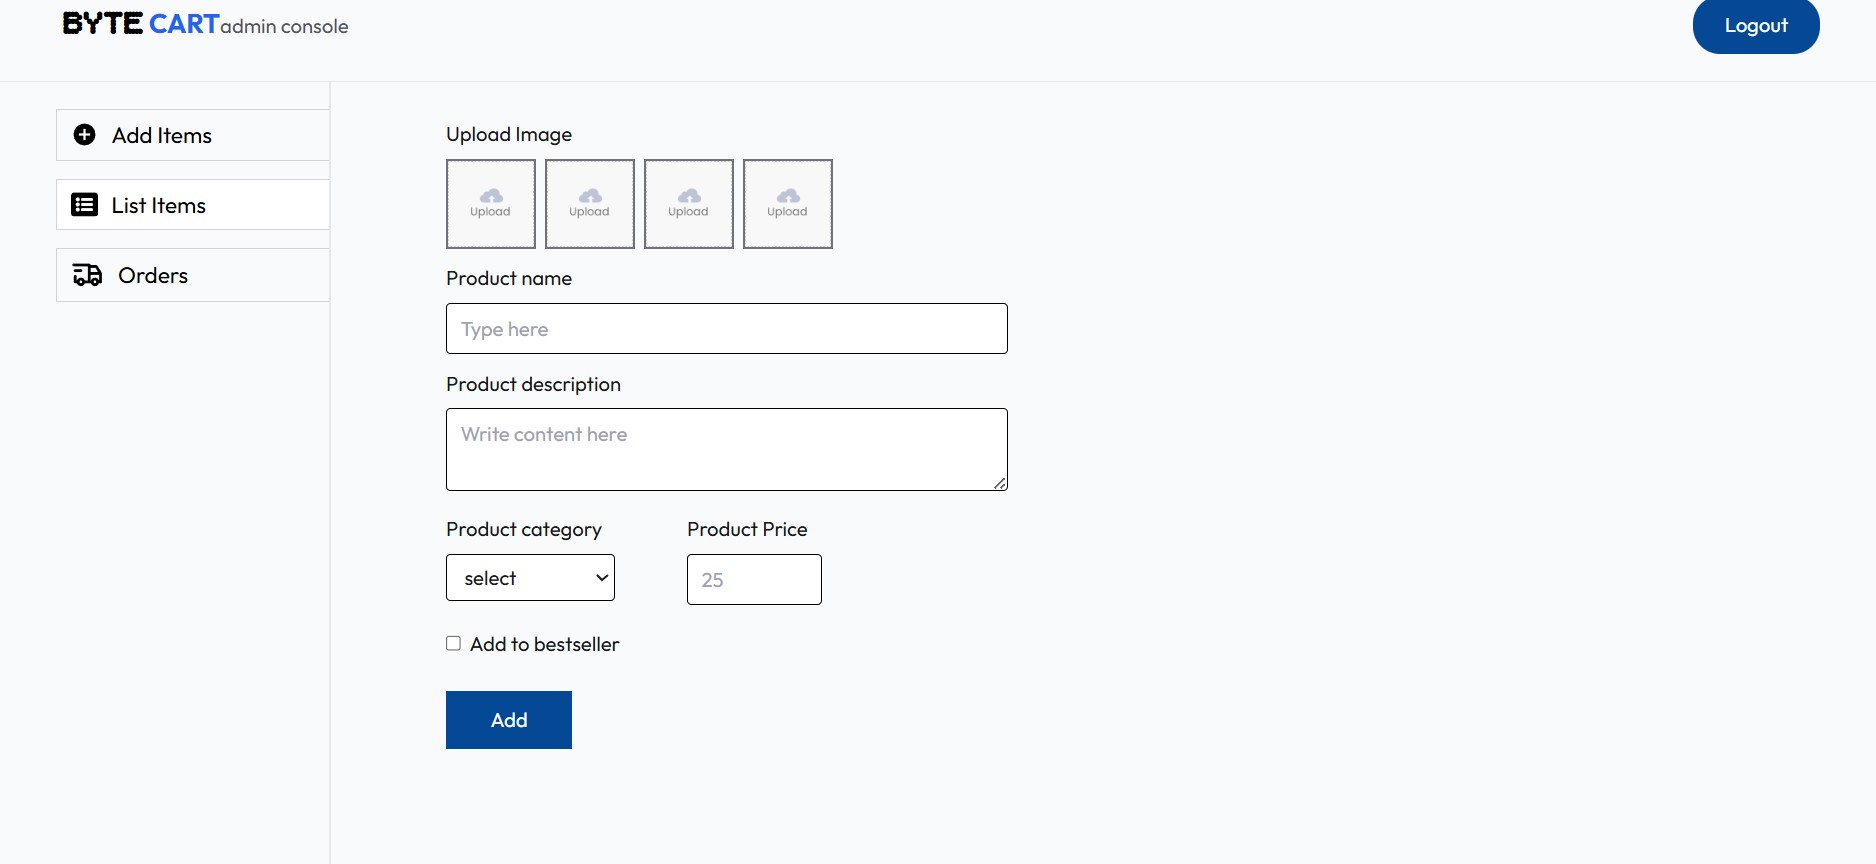 BYTE CARTadmin console
Logout
Add Items
List Items
Orders
Upload Image
Upload Upload Upload Upload
Product name
Type here
Product description
Write content here
Product category Product Price
select 25
Add to bestseller
Add